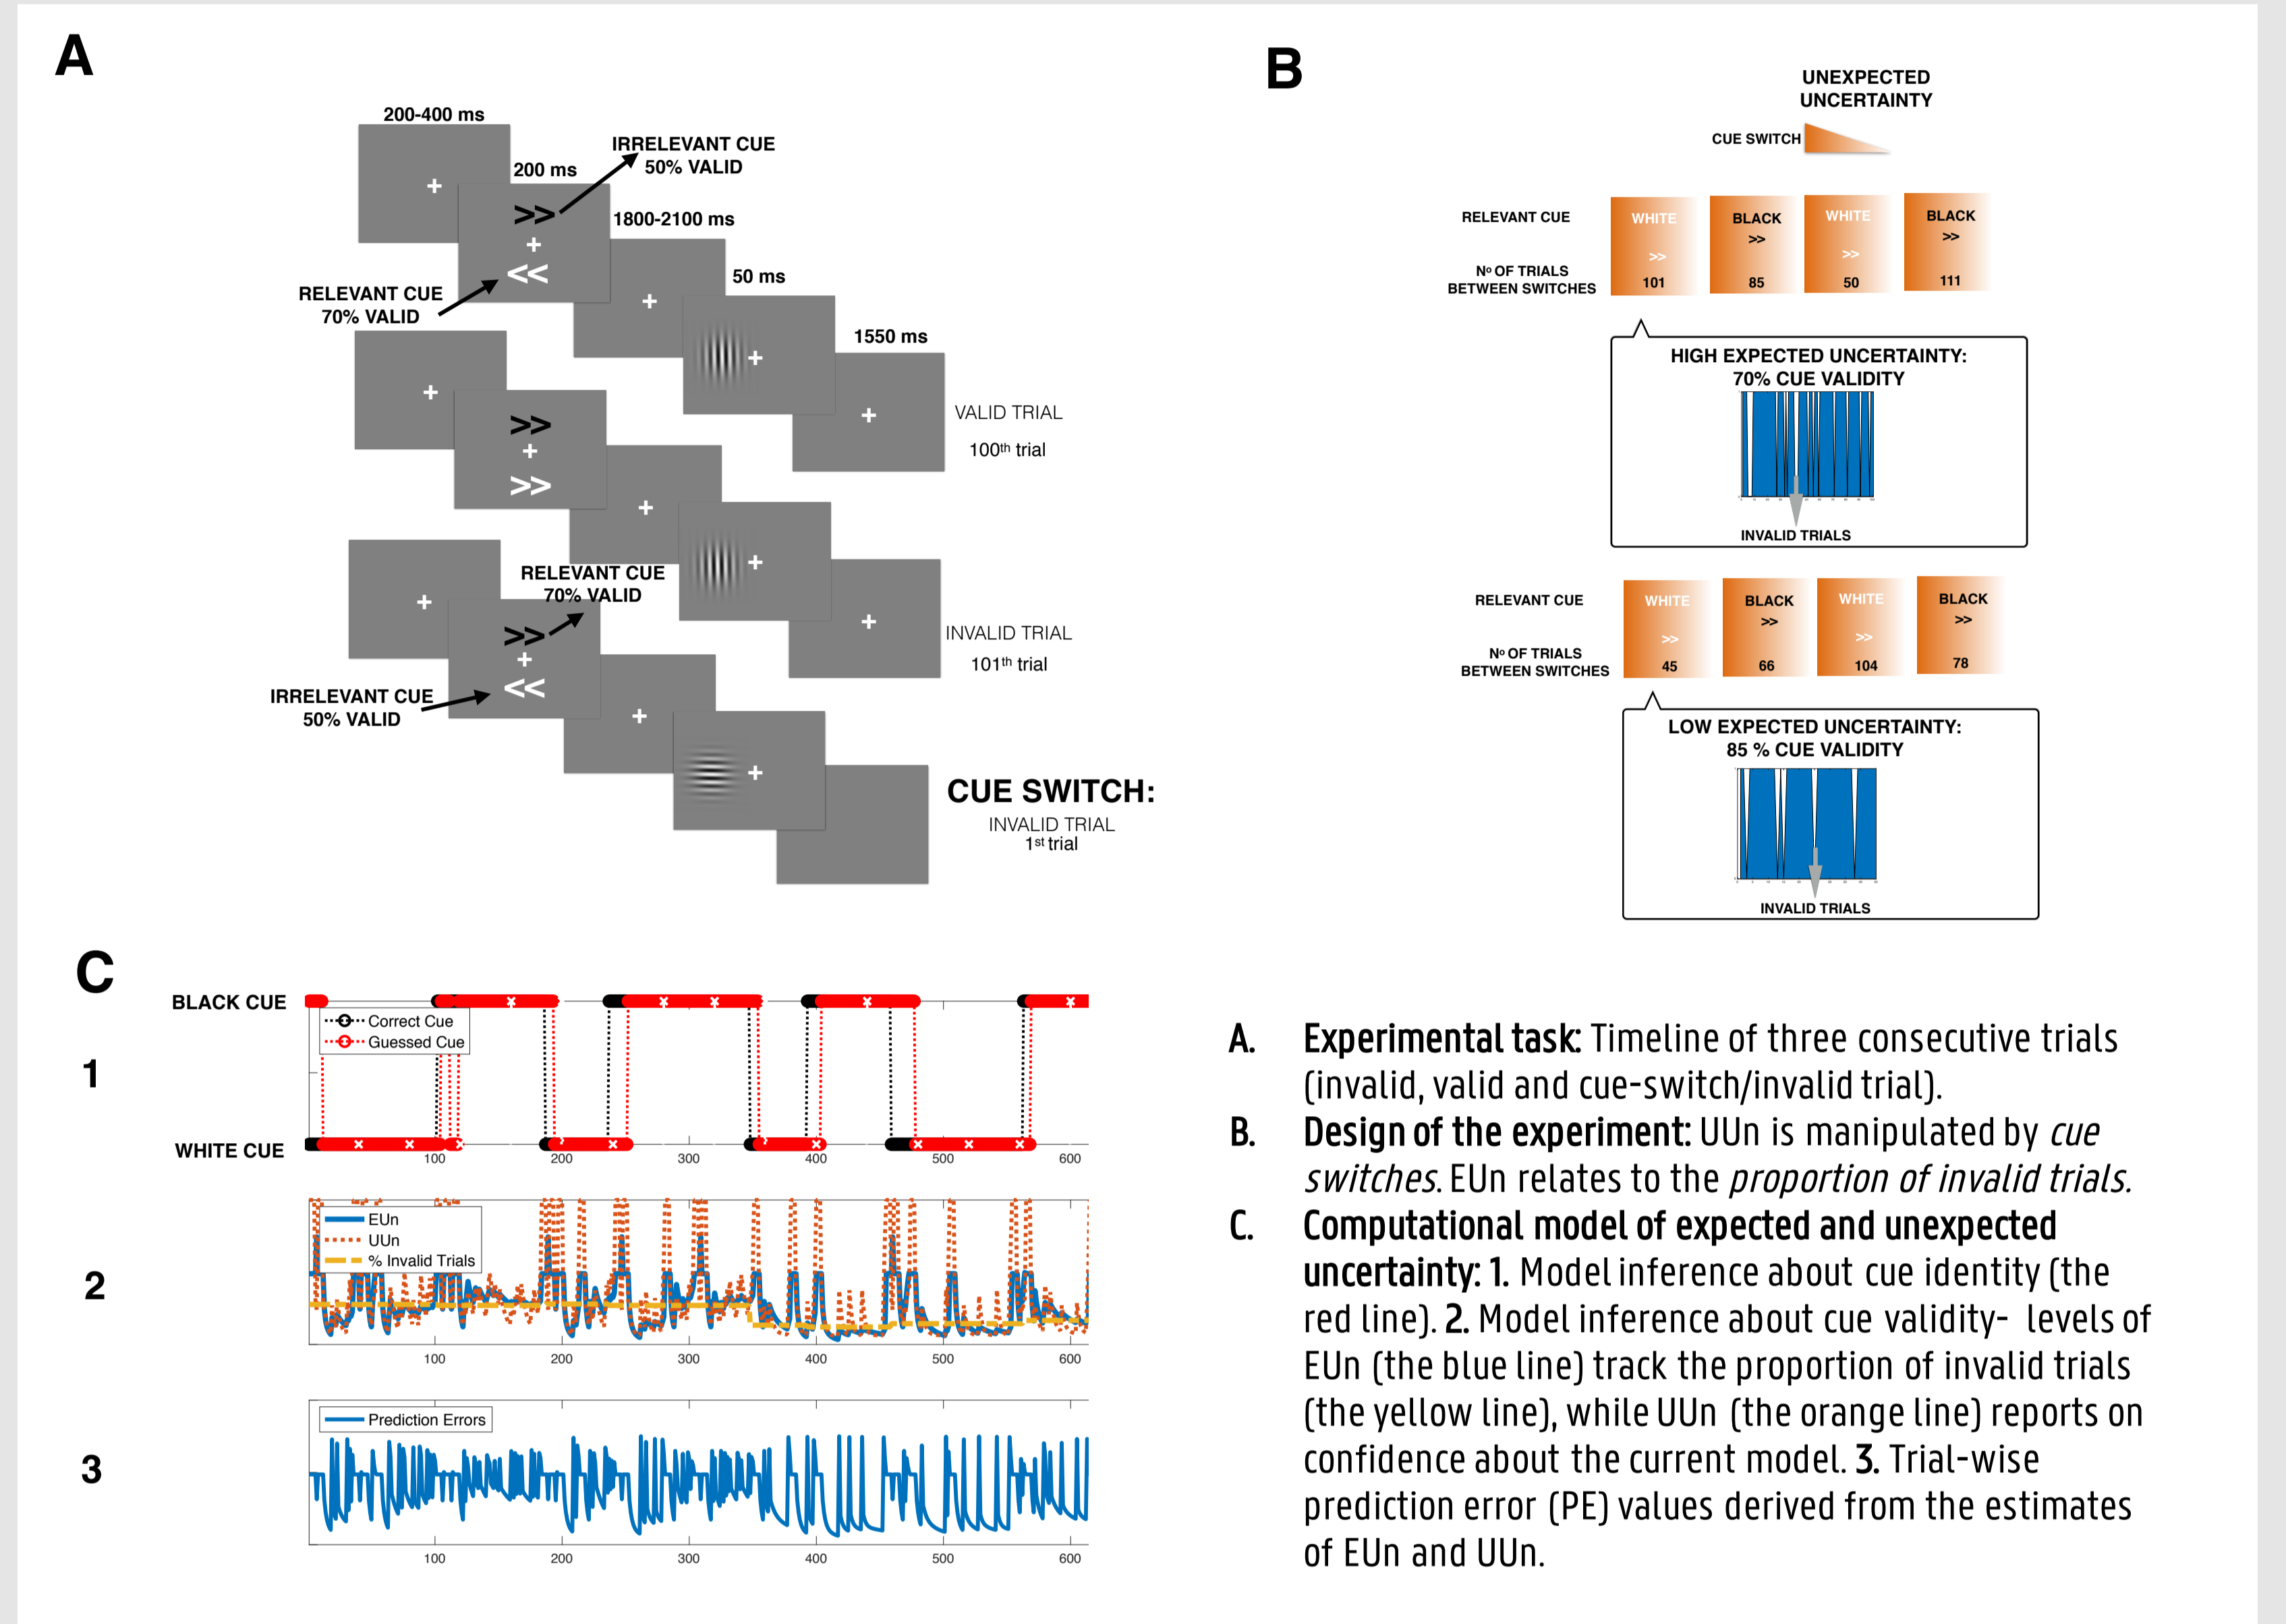 A
200-400 ms
IRRELEVANT CUE
50% VALID
200 ms
>>
+
<<
1800-2100 ms
RELEVANT CUE
70% VALID
50 ms
1550 ms
VALID TRIAL
100th trial
>>
+
>>
INVALID TRIAL
101th trial
RELEVANT CUE
70% VALID
>>
+
<<
IRRELEVANT CUE
50% VALID
CUE SWITCH:
INVALID TRIAL
1st trial
B
UNEXPECTED
UNCERTAINTY
CUE SWITCH
RELEVANT CUE
WHITE BLACK WHITE BLACK
>> >> >> >>
Nº OF TRIALS
BETWEEN SWITCHES
101 85 50 111
HIGH EXPECTED UNCERTAINTY:
70% CUE VALIDITY
INVALID TRIALS
RELEVANT CUE
WHITE BLACK WHITE BLACK
>> >> >> >>
Nº OF TRIALS
BETWEEN SWITCHES
45 66 104 78
LOW EXPECTED UNCERTAINTY:
85 % CUE VALIDITY
INVALID TRIALS
C
1
BLACK CUE
Correct Cue
Guessed Cue
WHITE CUE
100 200 300 400 500 600
2
EUn
UUn
% Invalid Trials
100 200 300 400 500 600
3
Prediction Errors
100 200 300 400 500 600
A. Experimental task: Timeline of three consecutive trials
(invalid, valid and cue-switch/invalid trial).
B. Design of the experiment: UUn is manipulated by cue
switches. EUn relates to the proportion of invalid trials.
C. Computational model of expected and unexpected
uncertainty: 1. Model inference about cue identity (the
red line). 2. Model inference about cue validity- levels of
EUn (the blue line) track the proportion of invalid trials
(the yellow line), while UUn (the orange line) reports on
confidence about the current model. 3. Trial-wise
prediction error (PE) values derived from the estimates
of EUn and UUn.